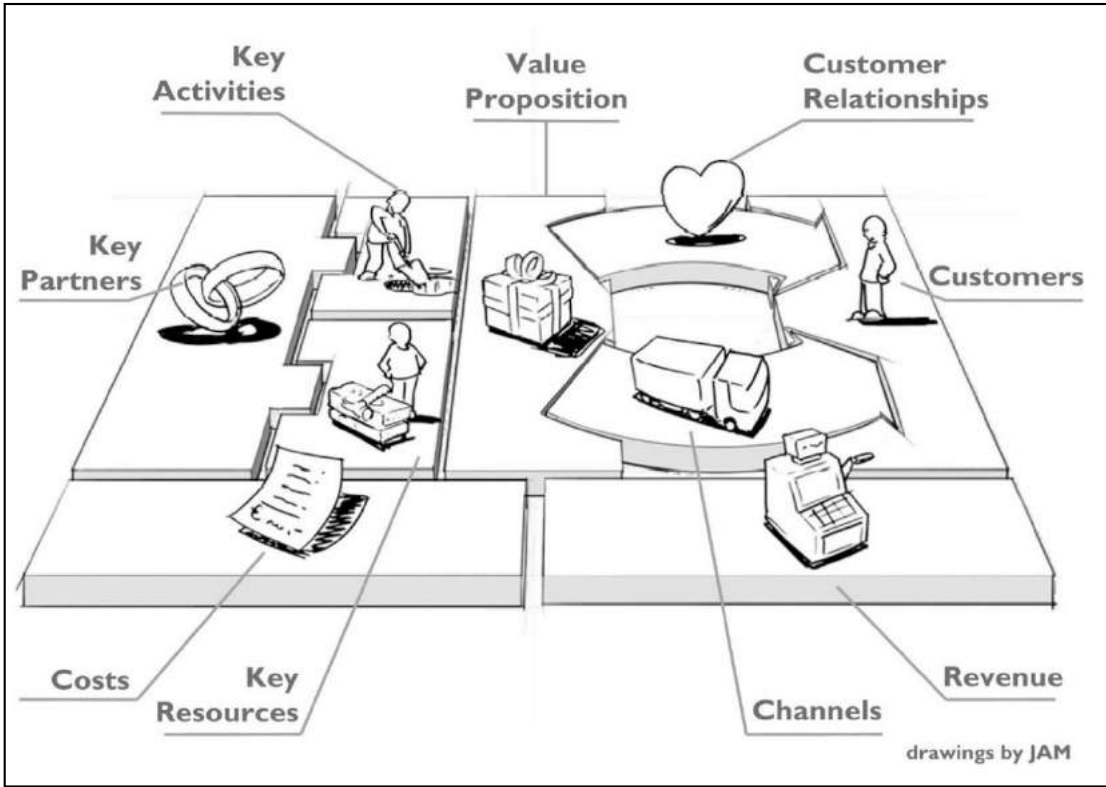 Key
Activities
Value
Proposition
Customer
Relationships
Key
Partners
Customers
Costs
Key
Resources
Channels
Revenue
drawings by JAM